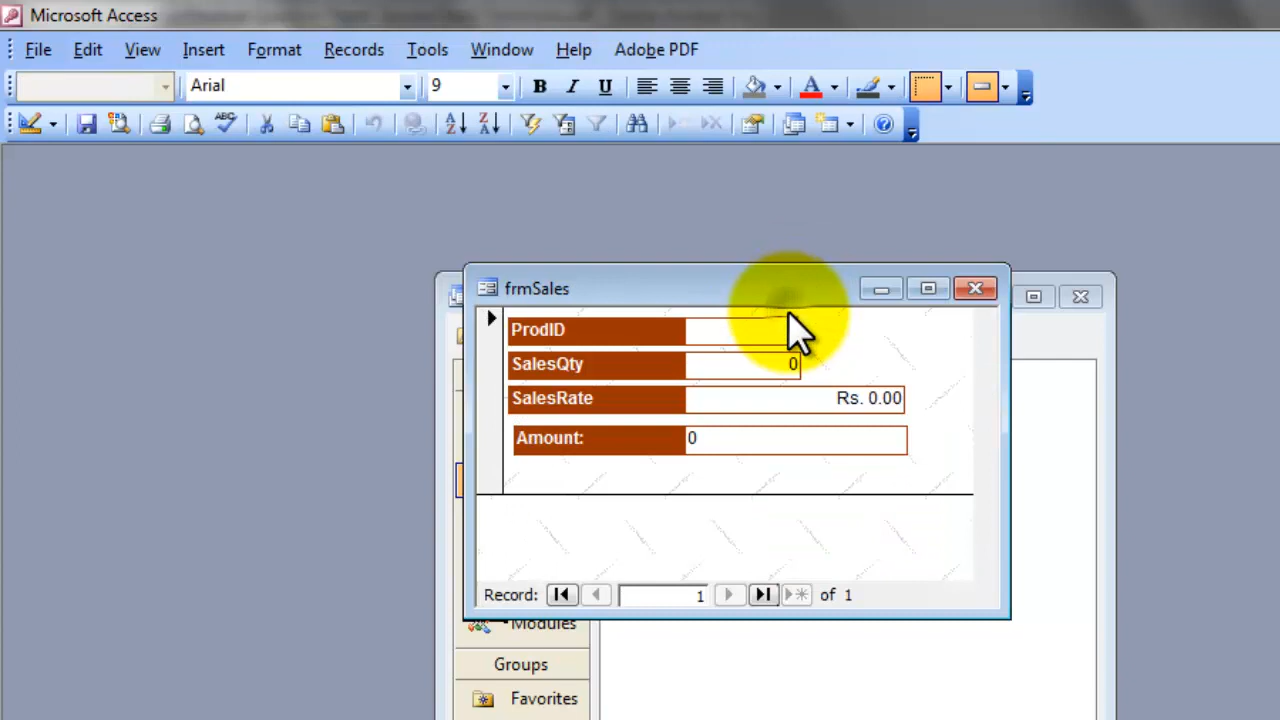 Microsoft Access
File Edit View Insert Format Records Tools Window Help Adobe PDF
Arial 9 B I U
ABC A Z Z A
frmSales
ProdID
SalesQty 0
SalesRate Rs. 0.00
Amount: 0
Record: 1 of 1
Modules
Groups
Favorites